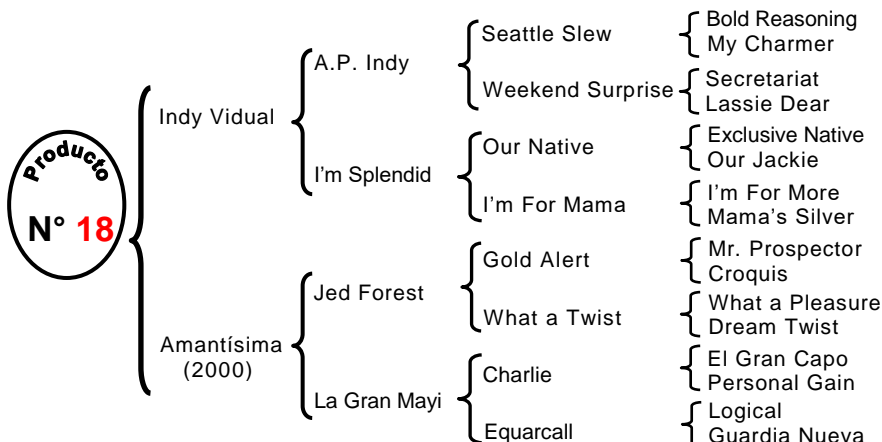 Producto
N° 18
Indy Vidual
Amantísima
(2000)
A.P. Indy
I'm Splendid
Jed Forest
La Gran Mayi
Seattle Slew
Weekend Surprise
Our Native
I'm For Mama
Gold Alert
What a Twist
Charlie
Equarcall
Bold Reasoning
My Charmer
Secretariat
Lassie Dear
Exclusive Native
Our Jackie
I'm For More
Mama's Silver
Mr. Prospector
Croquis
What a Pleasure
Dream Twist
El Gran Capo
Personal Gain
Logical
Guardia Nueva